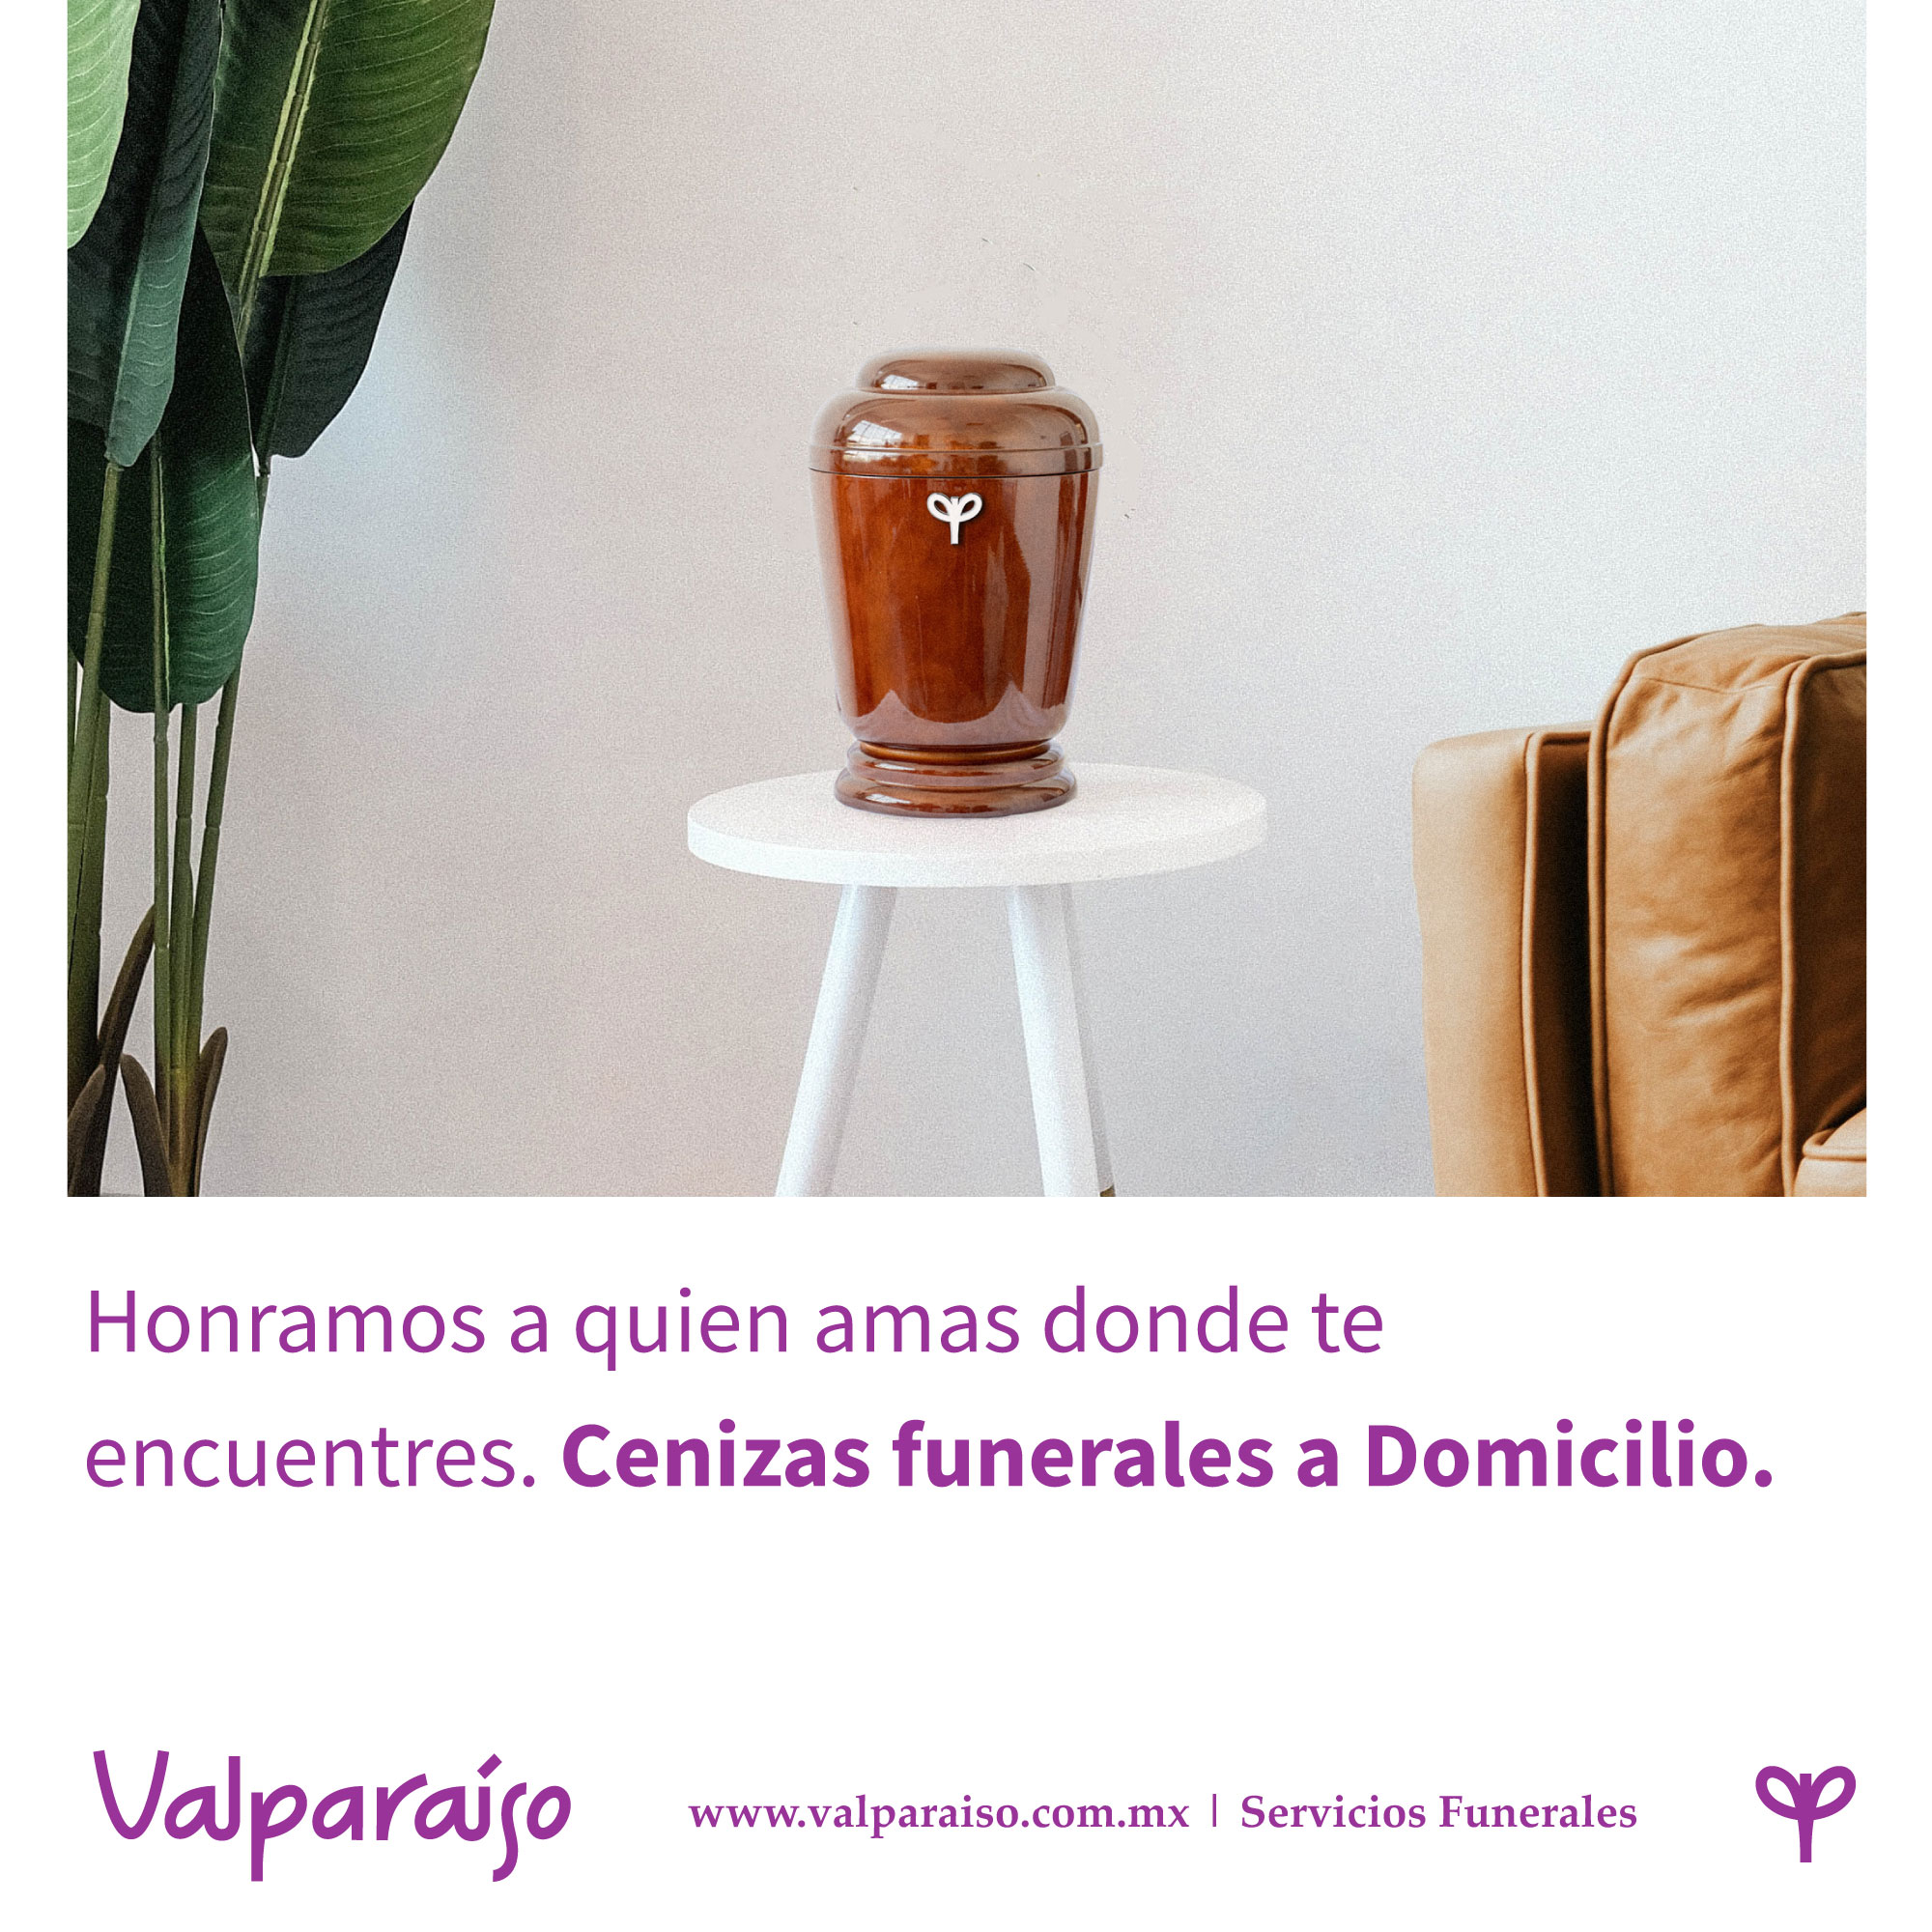 Honramos a quien amas donde te
encuentres. Cenizas funerales a Domicilio.
Valparaíso
www.valparaiso.com.mx | Servicios Funerales